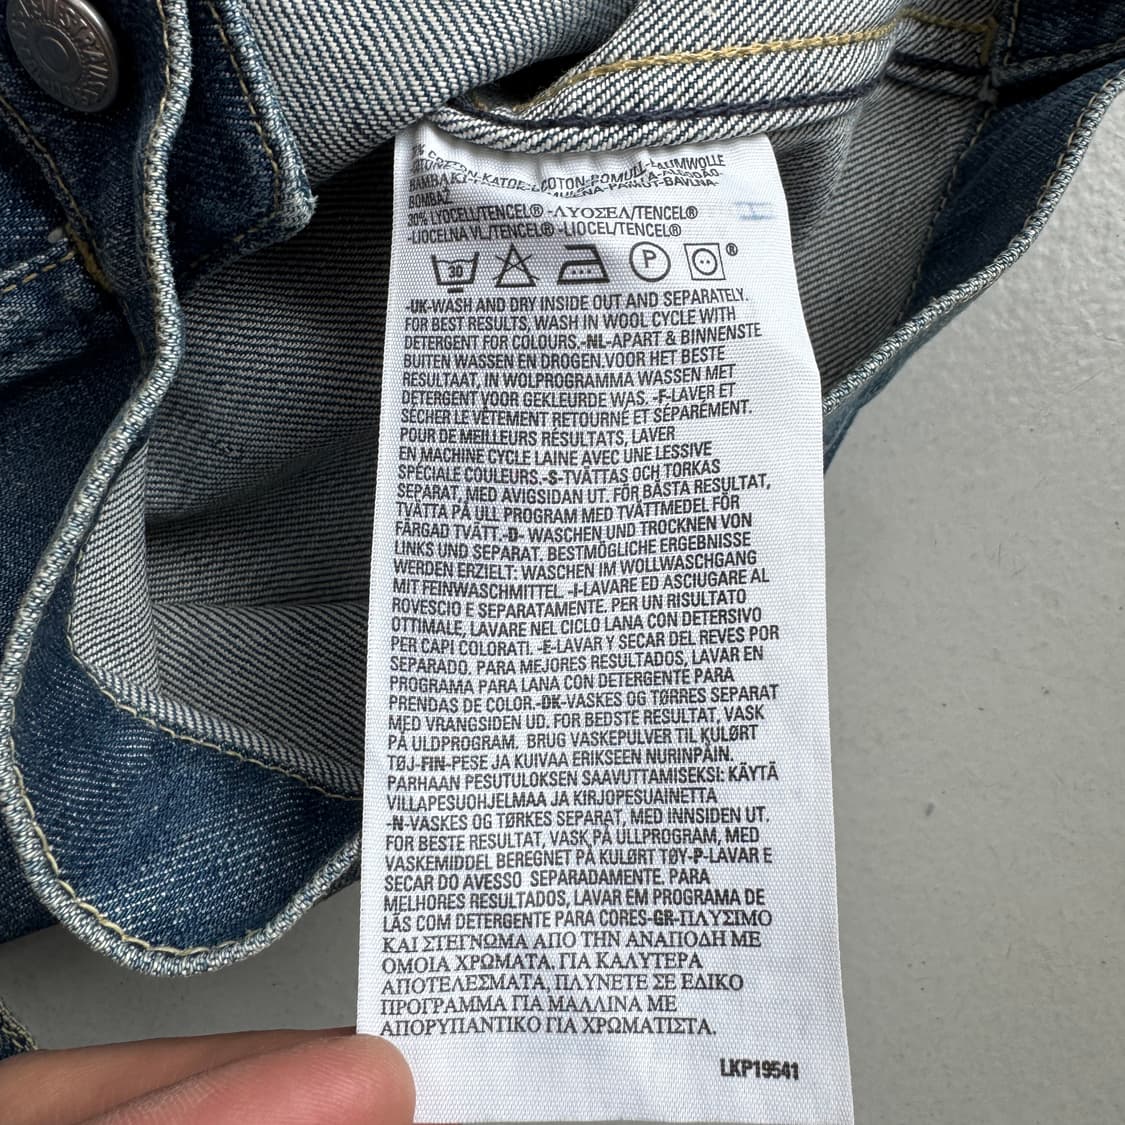 BAMBAKI-KATOEN-COTTON-BOMULL-BAUMWOLLE
BOMBAŽ
30% LYOCELL/TENCEL® -ΛΥΟΣΕΛ/TENCEL®
-LIOCELNA VL./TENCEL® -LIOCEL/TENCEL®
30
P
®
-UK-WASH AND DRY INSIDE OUT AND SEPARATELY.
FOR BEST RESULTS, WASH IN WOOL CYCLE WITH
DETERGENT FOR COLOURS.-NL-APART & BINNENSTE
BUITEN WASSEN EN DROGEN.VOOR HET BESTE
RESULTAAT, IN WOLPROGRAMMA WASSEN MET
DETERGENT VOOR GEKLEURDE WAS. -F-LAVER ET
SÉCHER LE VÊTEMENT RETOURNÉ ET SÉPARÉMENT.
POUR DE MEILLEURS RÉSULTATS, LAVER
EN MACHINE CYCLE LAINE AVEC UNE LESSIVE
SPÉCIALE COULEURS.-S-TVÄTTAS OCH TORKAS
SEPARAT, MED AVIGSIDAN UT. FÖR BÄSTA RESULTAT,
TVÄTTA PÅ ULL PROGRAM MED TVÄTTMEDEL FÖR
FÄRGAD TVÄTT.-D- WASCHEN UND TROCKNEN VON
LINKS UND SEPARAT. BESTMÖGLICHE ERGEBNISSE
WERDEN ERZIELT: WASCHEN IM WOLLWASCHGANG
MIT FEINWASCHMITTEL. -I-LAVARE ED ASCIUGARE AL
ROVESCIO E SEPARATAMENTE. PER UN RISULTATO
OTTIMALE, LAVARE NEL CICLO LANA CON DETERSIVO
PER CAPI COLORATI. -E-LAVAR Y SECAR DEL REVES POR
SEPARADO. PARA MEJORES RESULTADOS, LAVAR EN
PROGRAMA PARA LANA CON DETERGENTE PARA
PRENDAS DE COLOR.-DK-VASKES OG TØRRES SEPARAT
MED VRANGSIDEN UD. FOR BEDSTE RESULTAT, VASK
PÅ ULDPROGRAM. BRUG VASKEPULVER TIL KULØRT
TØJ-FIN-PESE JA KUIVAA ERIKSEEN NURINPÄIN.
PARHAAN PESUTULOKSEN SAAVUTTAMISEKSI: KÄYTÄ
VILLAPESUOHJELMAA JA KIRJOPESUAINETTA
-N-VASKES OG TØRKES SEPARAT, MED INNSIDEN UT.
FOR BESTE RESULTAT, VASK PÅ ULLPROGRAM, MED
VASKEMIDDEL BEREGNET PÅ KULØRT TØY-P-LAVAR E
SECAR DO AVESSO SEPARADAMENTE. PARA
MELHORES RESULTADOS, LAVAR EM PROGRAMA DE
LÃS COM DETERGENTE PARA CORES-GR-ΠΛΥΣΙΜΟ
ΚΑΙ ΣΤΕΓΝΩΜΑ ΑΠΟ ΤΗΝ ΑΝΑΠΟΔΗ ΜΕ
ΟΜΟΙΑ ΧΡΩΜΑΤΑ. ΓΙΑ ΚΑΛΥΤΕΡΑ
ΑΠΟΤΕΛΕΣΜΑΤΑ, ΠΛΥΝΕΤΕ ΣΕ ΕΔΙΚΟ
ΠΡΟΓΡΑΜΜΑ ΓΙΑ ΜΑΛΛΙΝΑ ΜΕ
ΑΠΟΡΥΠΑΝΤΙΚΟ ΓΙΑ ΧΡΩΜΑΤΙΣΤΑ.
LKP19541